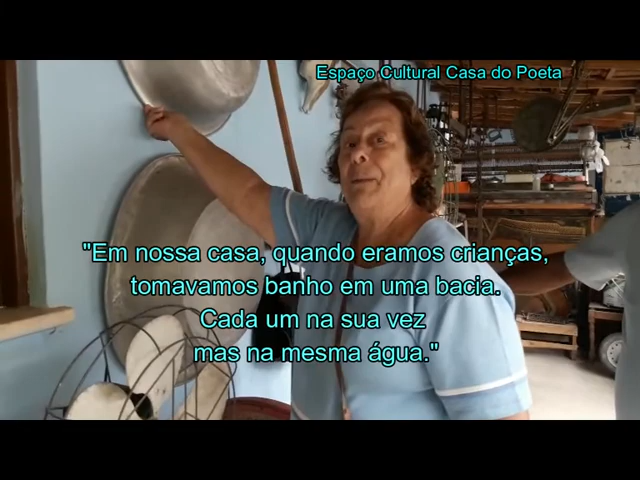 Espaço Cultural Casa do Poeta
"Em nossa casa, quando eramos crianças,
tomavamos banho em uma bacia.
Cada um na sua vez
mas na mesma água."